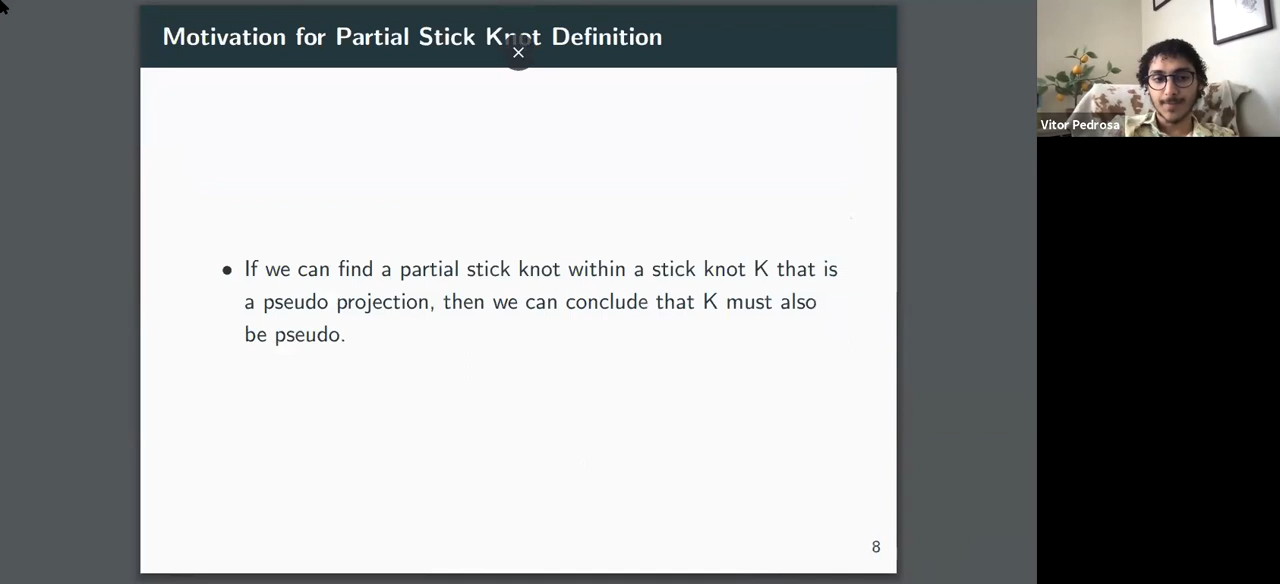 Motivation for Partial Stick Knot Definition
Vitor Pedrosa
• If we can find a partial stick knot within a stick knot K that is
a pseudo projection, then we can conclude that K must also
be pseudo.
8